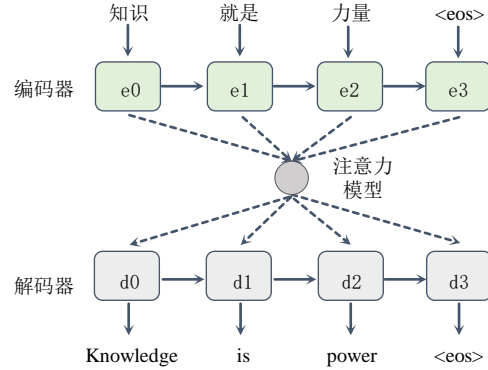 知识 就是 力量 <eos>
编码器 e0 e1 e2 e3
注意力
模型
解码器 d0 d1 d2 d3
Knowledge is power <eos>